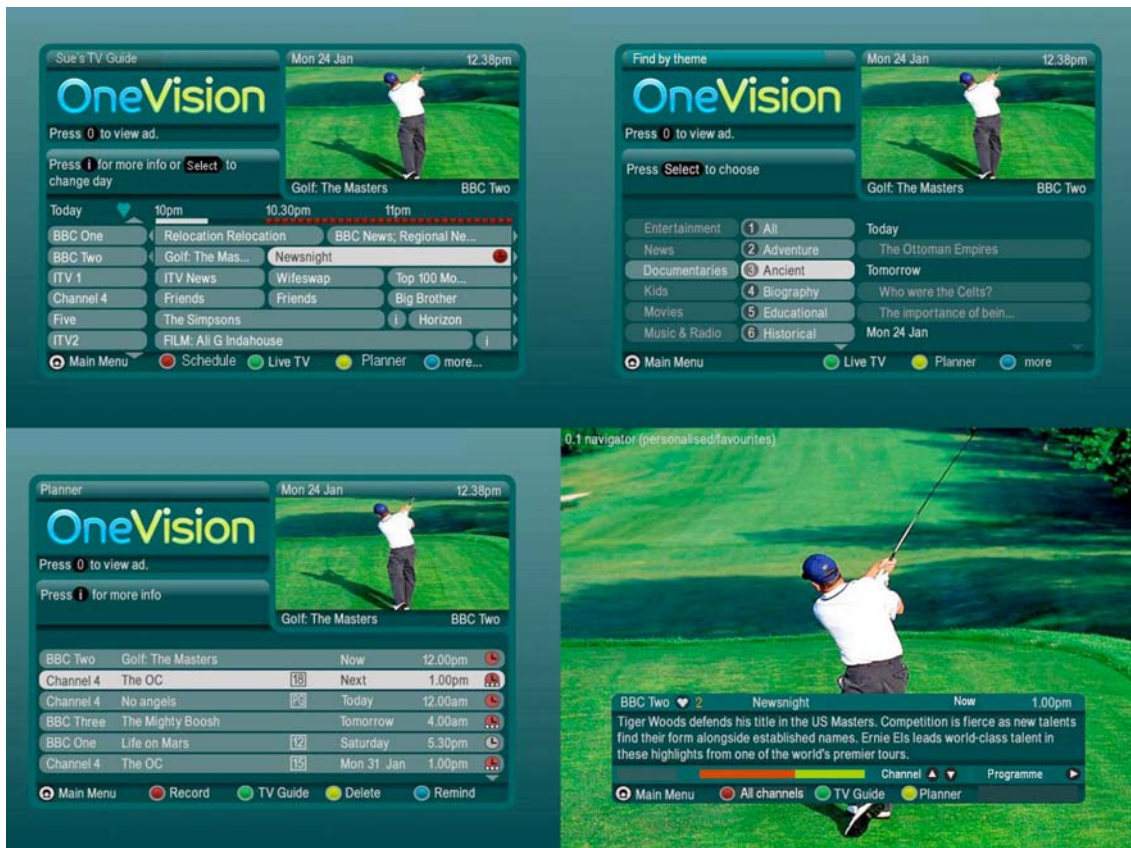 Sue's TV Guide
Mon 24 Jan 12.38pm
OneVision
Press 0 to view ad.
Press i for more info or Select to
change day
Golf: The Masters BBC Two
Today 10pm 10.30pm 11pm
BBC One Relocation Relocation BBC News; Regional Ne...
BBC Two Golf: The Mas... Newsnight
ITV 1 ITV News Wifeswap Top 100 Mo...
Channel 4 Friends Friends Big Brother
Five The Simpsons i Horizon
ITV2 FILM: Ali G Indahouse i
Main Menu Schedule Live TV Planner more...
Find by theme
Mon 24 Jan 12.38pm
OneVision
Press 0 to view ad.
Press Select to choose
Golf: The Masters BBC Two
Entertainment 1 All Today
News 2 Adventure The Ottoman Empires
Documentaries 3 Ancient Tomorrow
Kids 4 Biography Who were the Celts?
Movies 5 Educational The importance of bein...
Music & Radio 6 Historical Mon 24 Jan
Main Menu Live TV Planner more
Planner
Mon 24 Jan 12.38pm
OneVision
Press 0 to view ad.
Press i for more info
Golf: The Masters BBC Two
BBC Two Golf: The Masters Now 12.00pm
Channel 4 The OC 18 Next 1.00pm
Channel 4 No angels PG Today 12.00am
BBC Three The Mighty Boosh Tomorrow 4.00am
BBC One Life on Mars 12 Saturday 5.30pm
Channel 4 The OC 15 Mon 31 Jan 1.00pm
Main Menu Record TV Guide Delete Remind
0.1 navigator (personalised/favourites)
BBC Two 2 Newsnight Now 1.00pm
Tiger Woods defends his title in the US Masters. Competition is fierce as new talents
find their form alongside established names. Ernie Els leads world-class talent in
these highlights from one of the world's premier tours.
Channel Programme
Main Menu All channels TV Guide Planner